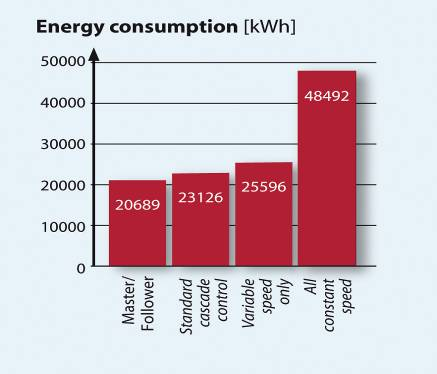 Energy consumption [kWh]
50000
40000
30000
20000
10000
0
20689
23126
25596
48492
Master/
Follower
Standard
cascade
control
Variable
speed
only
All
constant
speed